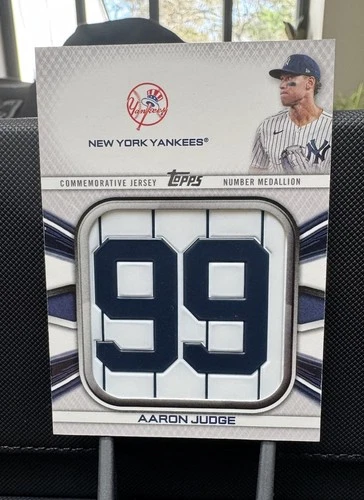 Yankees
NEW YORK YANKEES®
COMMEMORATIVE JERSEY Topps NUMBER MEDALLION
99
AARON JUDGE